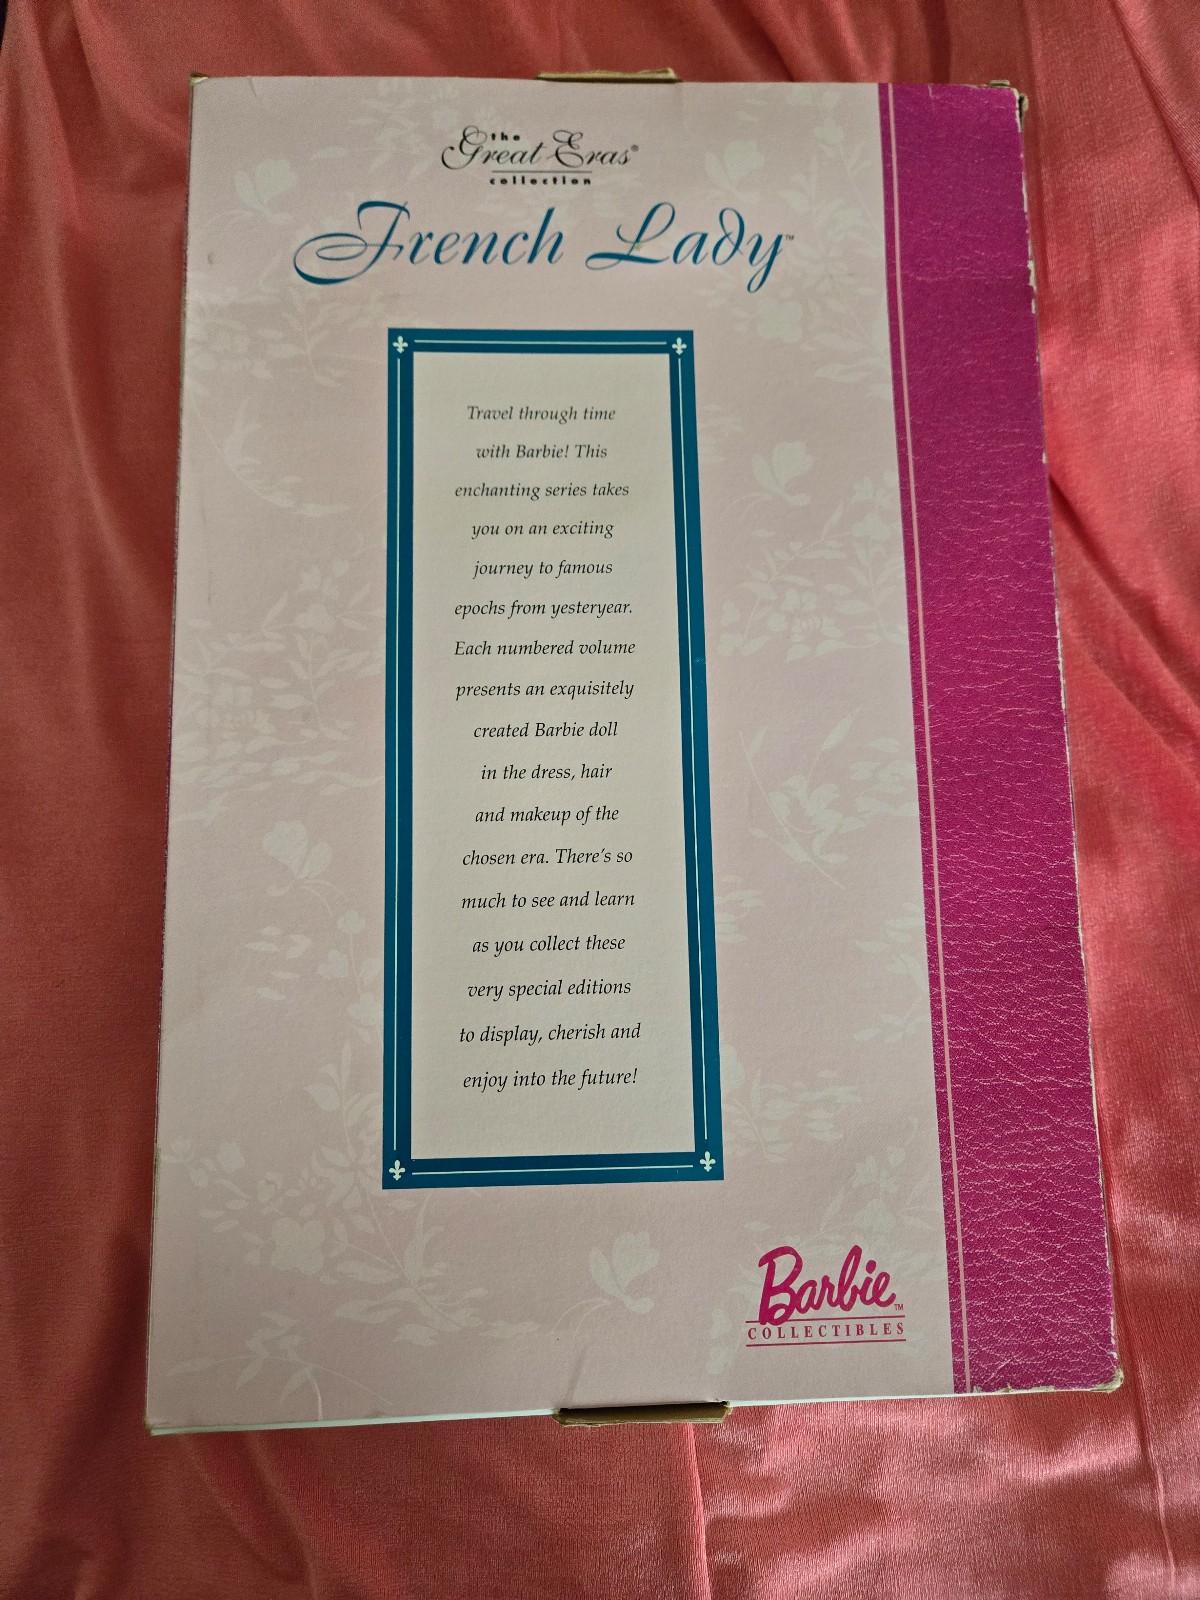 the
Great Eras®
collection
French Lady™
Travel through time
with Barbie! This
enchanting series takes
you on an exciting
journey to famous
epochs from yesteryear.
Each numbered volume
presents an exquisitely
created Barbie doll
in the dress, hair
and makeup of the
chosen era. There's so
much to see and learn
as you collect these
very special editions
to display, cherish and
enjoy into the future!
Barbie™
COLLECTIBLES